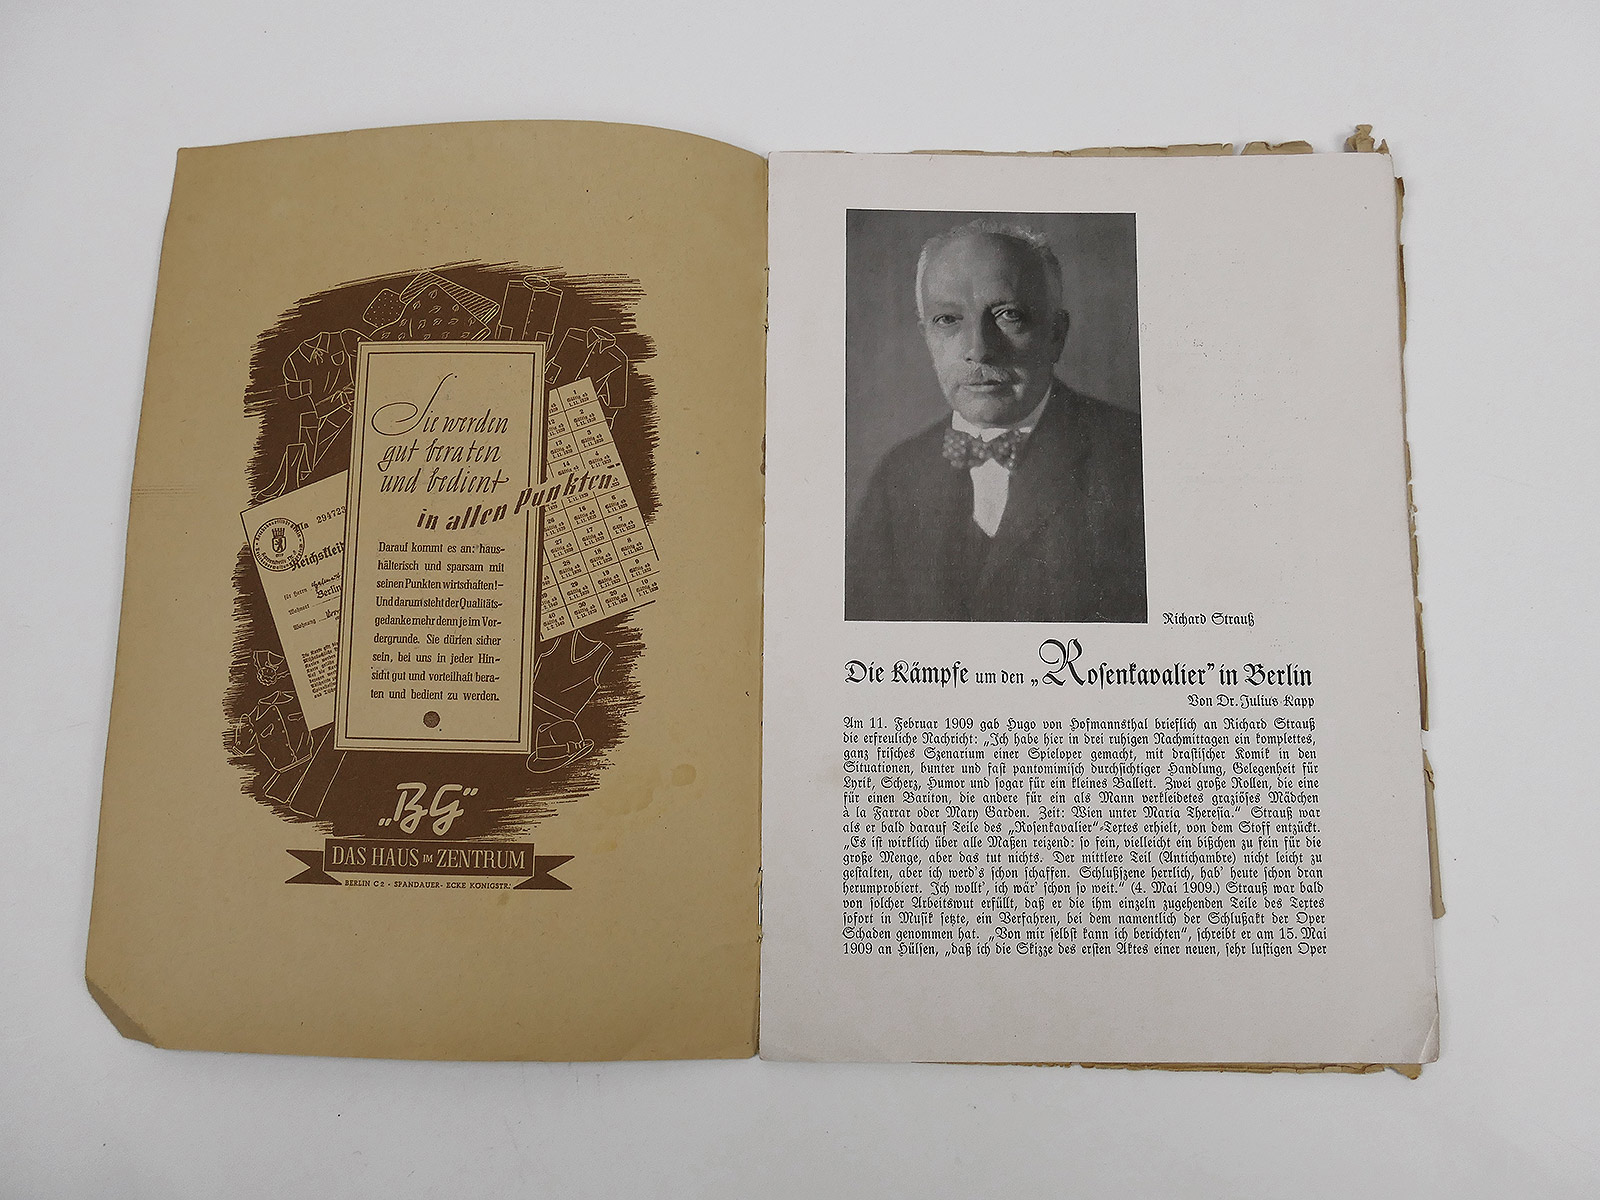 Sie werden
gut beraten
und bedient
in allen Punkten
Darauf kommt es an: haus-
hälterisch und sparsam mit
seinen Punkten wirtschaften! –
Und darum steht der Qualitäts-
gedanke mehr denn je im Vor-
dergrunde. Sie dürfen sicher
sein, bei uns in jeder Hin-
sicht gut und vorteilhaft bera-
ten und bedient zu werden.
294723
Reichskleid
für Herrn
Berlin
Wohnort
Wohnung
„BG“
DAS HAUS IM ZENTRUM
BERLIN C 2 · SPANDAUER- ECKE KÖNIGSTR.
Richard Strauß
Die Kämpfe um den „Rosenkavalier” in Berlin
Von Dr. Julius Kapp
Am 11. Februar 1909 gab Hugo von Hofmannsthal brieflich an Richard Strauß
die erfreuliche Nachricht: „Ich habe hier in drei ruhigen Nachmittagen ein komplettes,
ganz frisches Szenarium einer Spieloper gemacht, mit drastischer Komik in den
Situationen, bunter und fast pantomimisch durchsichtiger Handlung, Gelegenheit für
Lyrik, Scherz, Humor und sogar für ein kleines Ballett. Zwei große Rollen, die eine
für einen Bariton, die andere für ein als Mann verkleidetes graziöses Mädchen
à la Farrar oder Mary Garden. Zeit: Wien unter Maria Theresia.“ Strauß war
als er bald darauf Teile des „Rosenkavalier“-Textes erhielt, von dem Stoff entzückt.
„Es ist wirklich über alle Maßen reizend: so fein, vielleicht ein bißchen zu fein für die
große Menge, aber das tut nichts. Der mittlere Teil (Antichambre) nicht leicht zu
gestalten, aber ich werd’s schon schaffen. Schlußszene herrlich, hab’ heute schon dran
herumprobiert. Ich wollt’, ich wär’ schon so weit.“ (4. Mai 1909.) Strauß war bald
von solcher Arbeitswut erfüllt, daß er die ihm einzeln zugehenden Teile des Textes
sofort in Musik setzte, ein Verfahren, bei dem namentlich der Schlußakt der Oper
Schaden genommen hat. „Von mir selbst kann ich berichten“, schreibt er am 15. Mai
1909 an Hülsen, „daß ich die Skizze des ersten Aktes einer neuen, sehr lustigen Oper